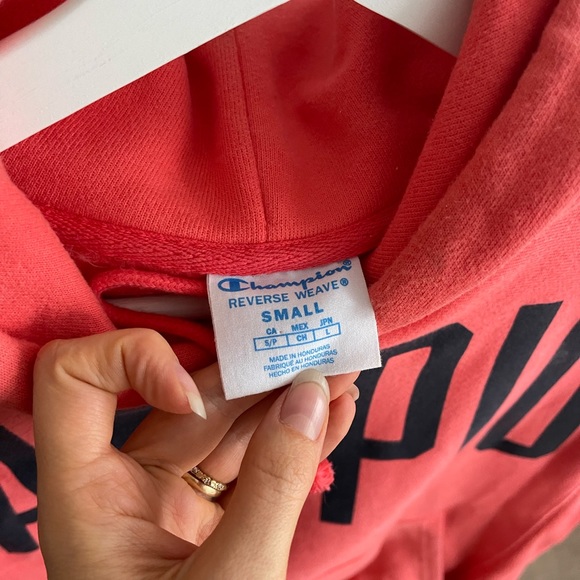 Champion
REVERSE WEAVE®
SMALL
CA MEX JPN
S/P CH L
MADE IN HONDURAS
FABRIQUÉ AU HONDURAS
HECHO EN HONDURAS